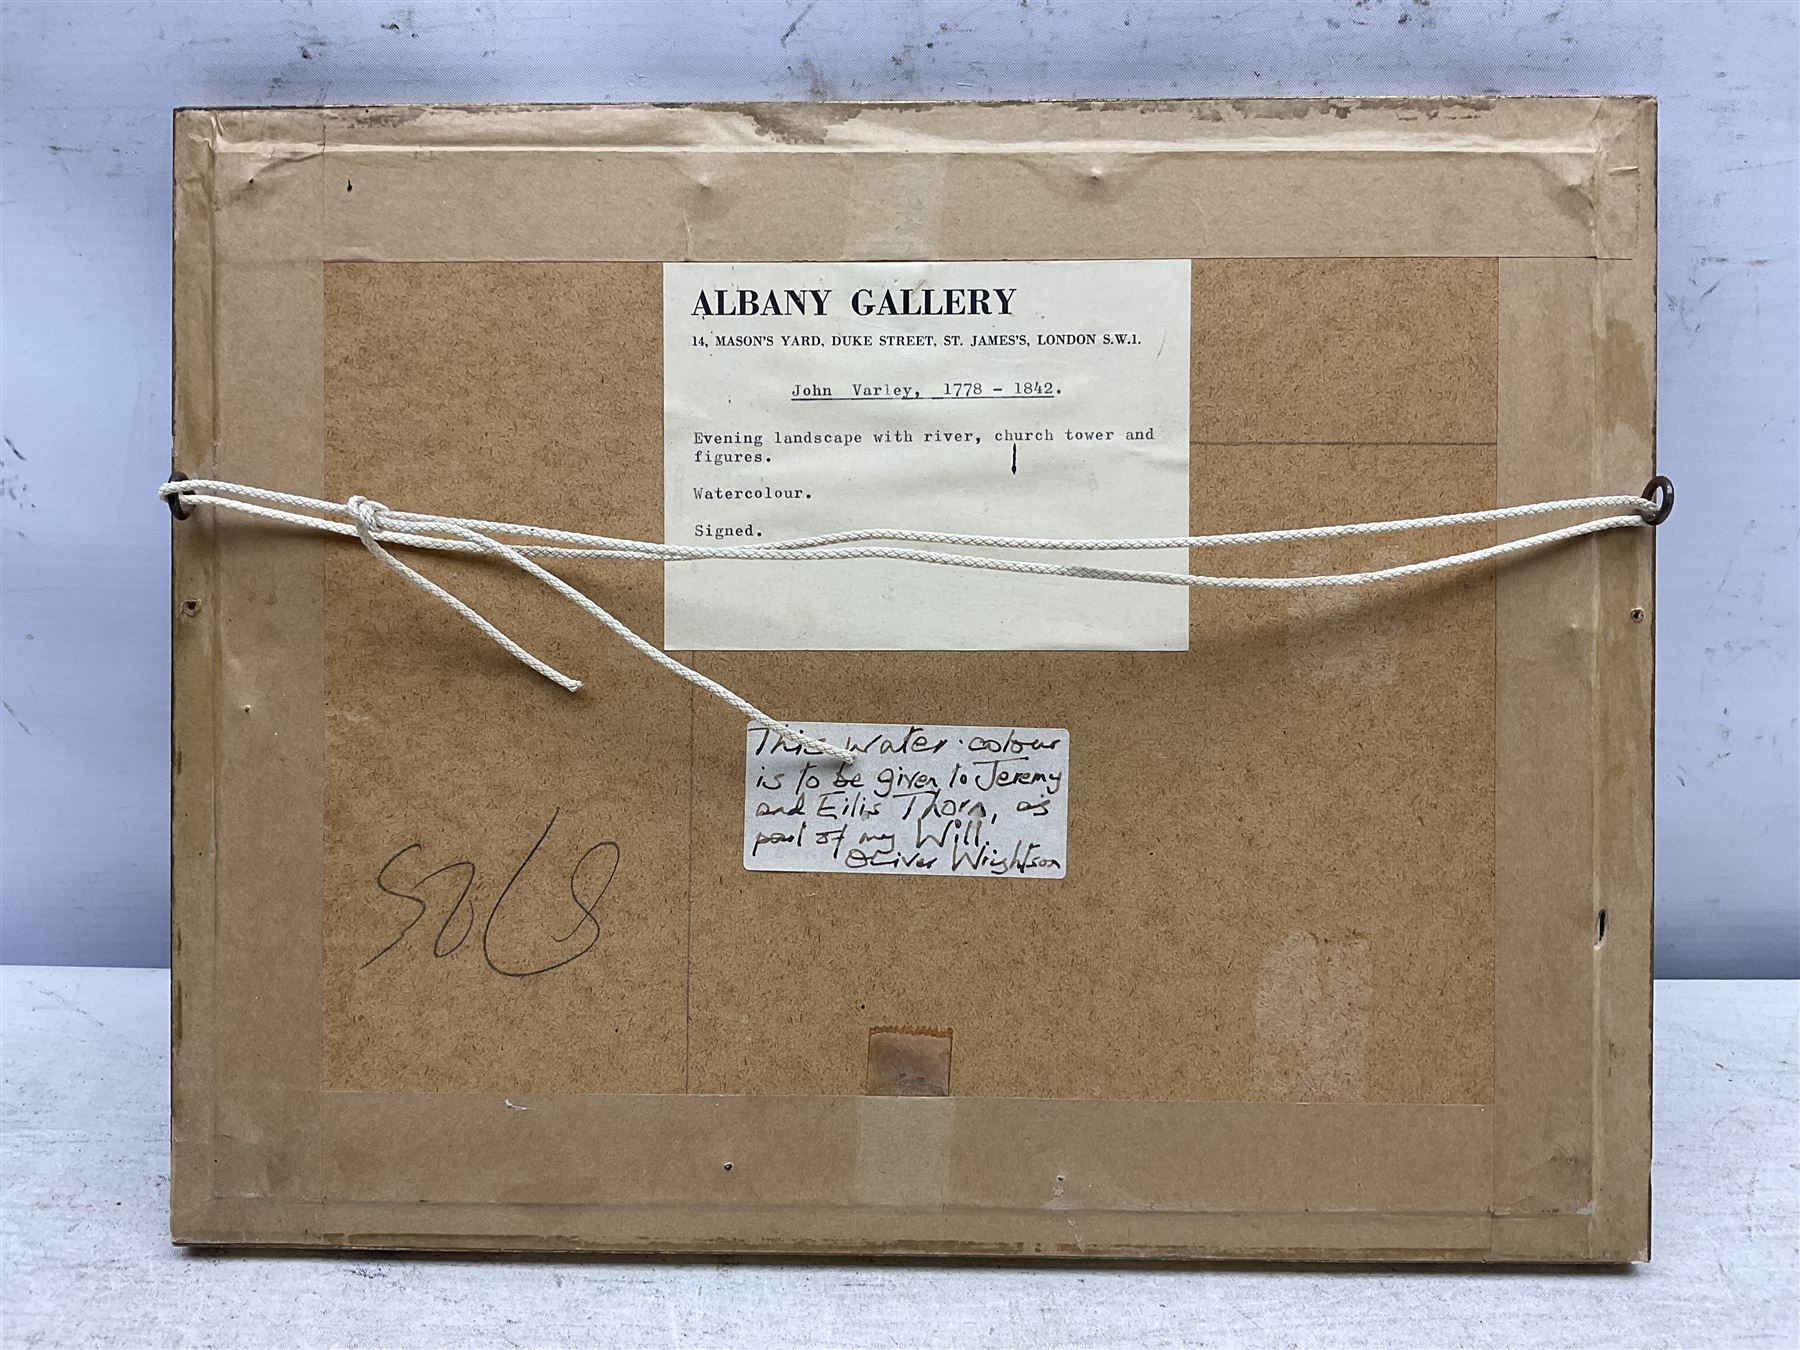 ALBANY GALLERY
14, MASON'S YARD, DUKE STREET, ST. JAMES'S, LONDON S.W.1.
John Varley, 1778 - 1842.
Evening landscape with river, church tower and
figures.
Watercolour.
Signed.
This water-colour
is to be given to Jeremy
and Eilis Thorn, as
part of my Will.
Oliver Wrightson